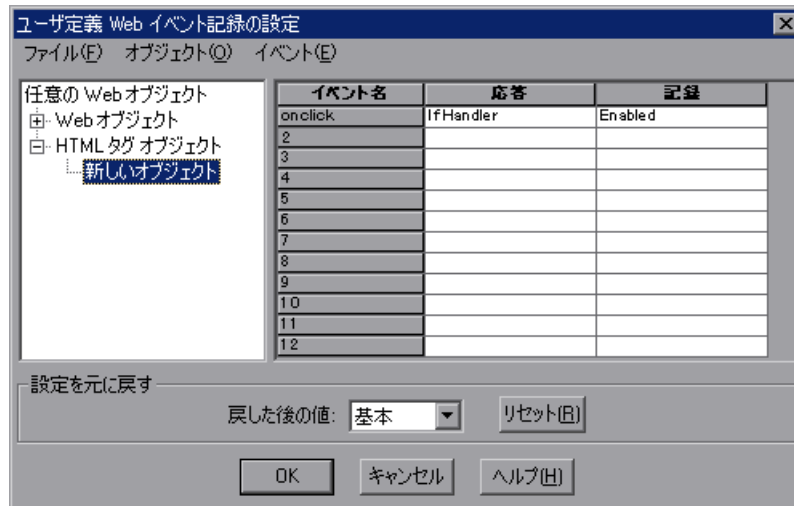 ユーザ定義 Web イベント記録の設定
ファイル(F) オブジェクト(O) イベント(E)
任意の Web オブジェクト
Web オブジェクト
HTML タグ オブジェクト
新しいオブジェクト
イベント名 応答 記録
onclick IfHandler Enabled
2
3
4
5
6
7
8
9
10
11
12
設定を元に戻す
戻した後の値: 基本 リセット(R)
OK キャンセル ヘルプ(H)